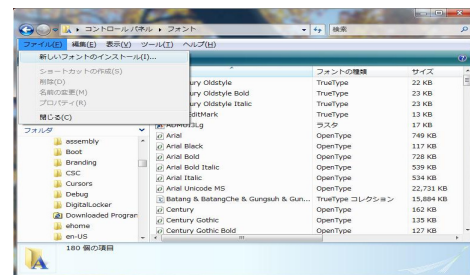 コントロール パネル ▸ フォント
検索
ファイル(F) 編集(E) 表示(V) ツール(T) ヘルプ(H)
新しいフォントのインストール(I)...
ショートカットの作成(S)
削除(D)
名前の変更(M)
プロパティ(R)
閉じる(C)
フォルダ
assembly
Boot
Branding
CSC
Cursors
Debug
DigitalLocker
Downloaded Progran
ehome
en-US
フォントの種類 サイズ
ury Oldstyle TrueType 22 KB
ury Oldstyle Bold TrueType 23 KB
ury Oldstyle Italic TrueType 23 KB
EditMark TrueType 13 KB
ラスタ 17 KB
Arial OpenType 749 KB
Arial Black OpenType 117 KB
Arial Bold OpenType 728 KB
Arial Bold Italic OpenType 539 KB
Arial Italic OpenType 534 KB
Arial Unicode MS OpenType 22,731 KB
Batang & BatangChe & Gungsuh & Gun... TrueType コレクション 15,884 KB
Century OpenType 162 KB
Century Gothic OpenType 135 KB
Century Gothic Bold OpenType 127 KB
180 個の項目